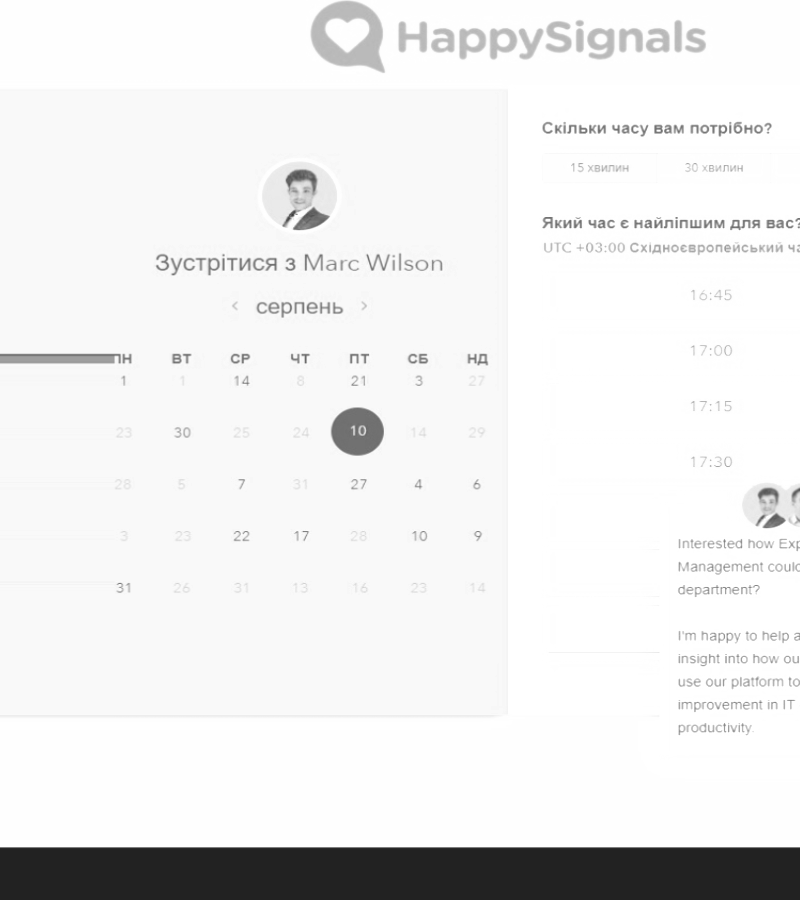 HappySignals
Зустрітися з Marc Wilson
< серпень >
ПН ВТ СР ЧТ ПТ СБ НД
1 1 14 8 21 3 27
23 30 25 24 10 14 29
28 5 7 31 27 4 6
3 23 22 17 28 10 9
31 26 31 13 16 23 14
Скільки часу вам потрібно?
15 хвилин 30 хвилин
Який час є найліпшим для вас?
UTC +03:00 Східноєвропейський ча
16:45
17:00
17:15
17:30
Interested how Exp
Management could
department?
I'm happy to help a
insight into how ou
use our platform to
improvement in IT
productivity.